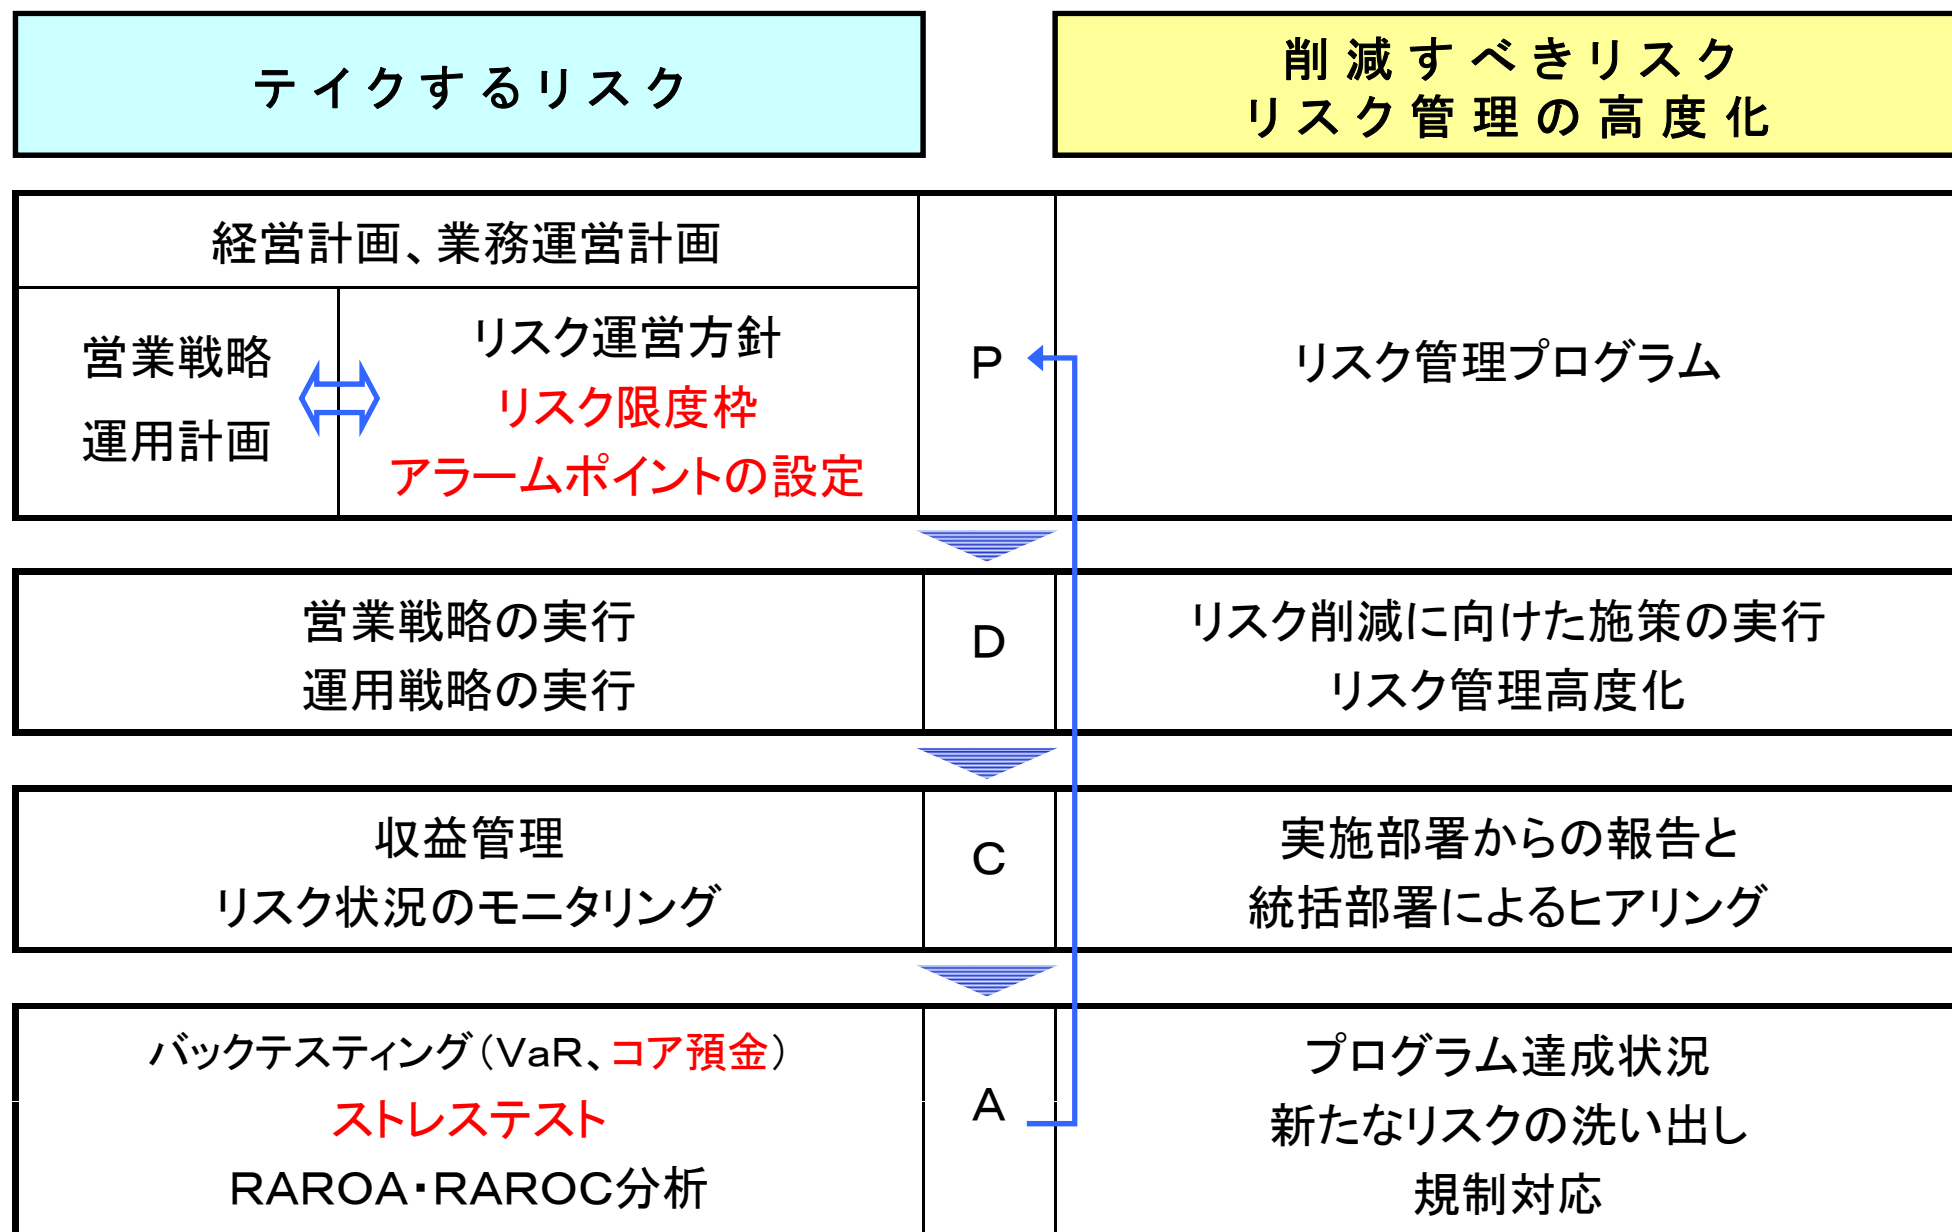 テイクするリスク
削減すべきリスク
リスク管理の高度化
経営計画、業務運営計画
営業戦略
運用計画
リスク運営方針
リスク限度枠
アラームポイントの設定
P
リスク管理プログラム
営業戦略の実行
運用戦略の実行
D
リスク削減に向けた施策の実行
リスク管理高度化
収益管理
リスク状況のモニタリング
C
実施部署からの報告と
統括部署によるヒアリング
バックテスティング（VaR、コア預金）
ストレステスト
RAROA・RAROC分析
A
プログラム達成状況
新たなリスクの洗い出し
規制対応